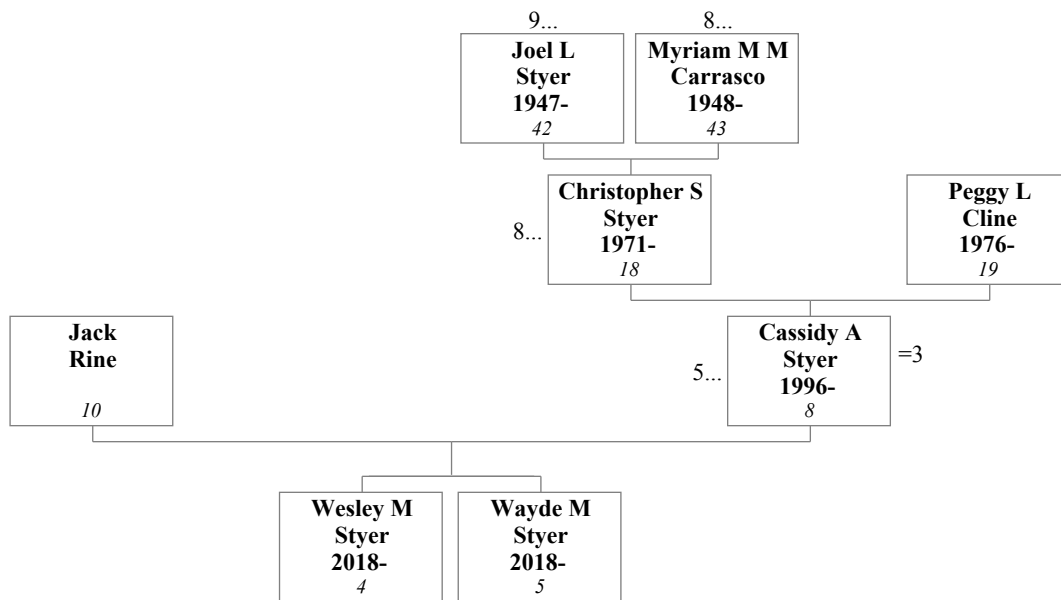 9...
8...
Joel L
Styer
1947-
42
Myriam M M
Carrasco
1948-
43
8...
Christopher S
Styer
1971-
18
Peggy L
Cline
1976-
19
Jack
Rine
10
5...
Cassidy A
Styer
1996-
8
=3
Wesley M
Styer
2018-
4
Wayde M
Styer
2018-
5